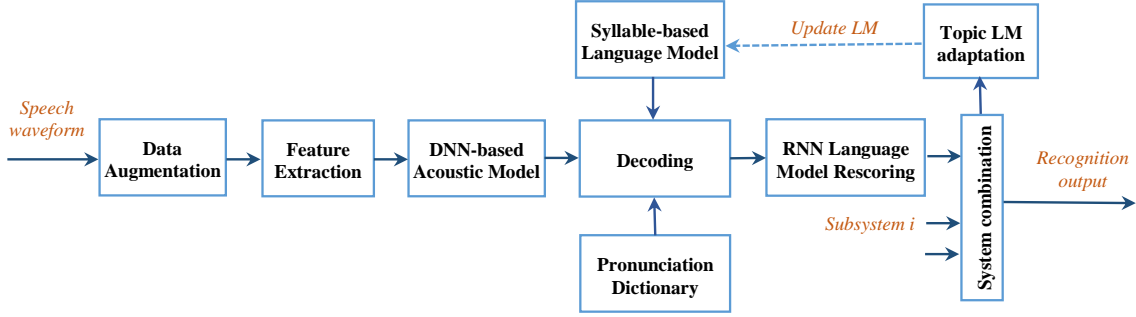 Syllable-based
Language Model
Update LM
Topic LM
adaptation
Speech
waveform
Data
Augmentation
Feature
Extraction
DNN-based
Acoustic Model
Decoding
RNN Language
Model Rescoring
System combination
Recognition
output
Subsystem i
Pronunciation
Dictionary